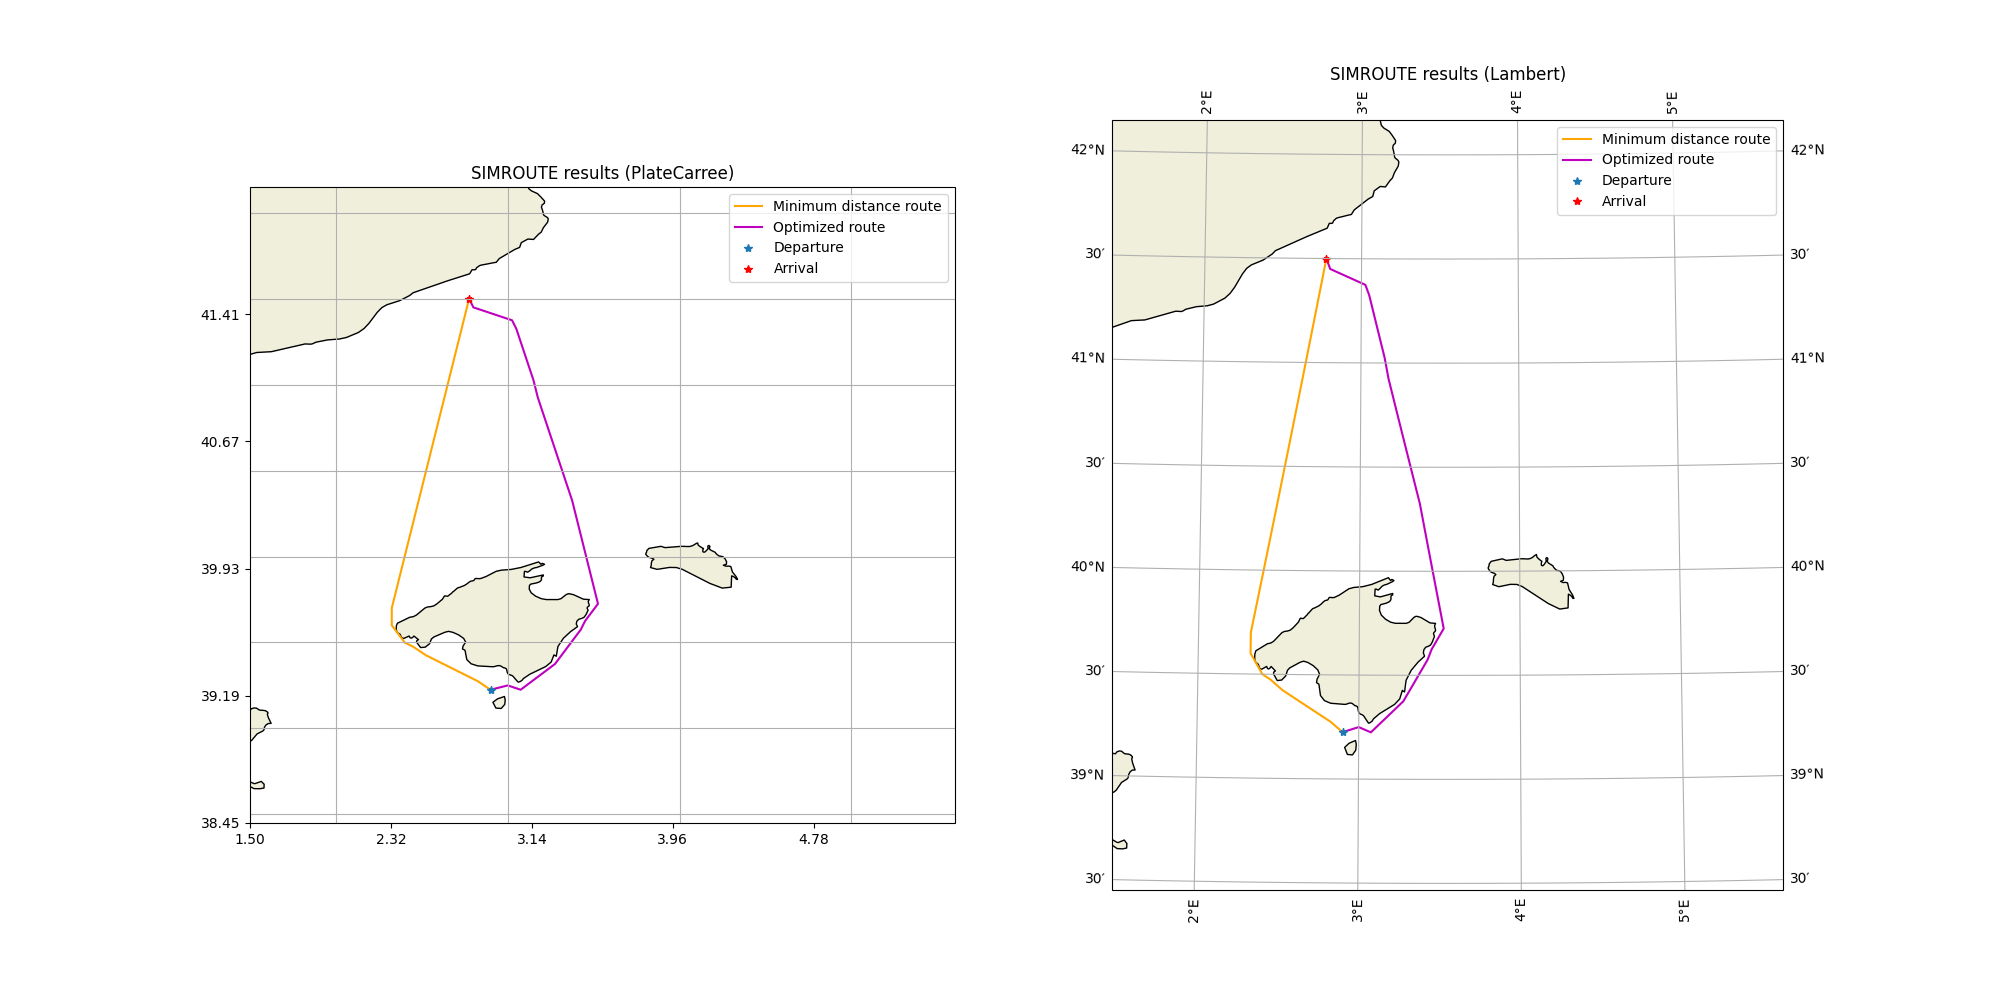 SIMROUTE results (PlateCarree)
Minimum distance route
Optimized route
Departure
Arrival
41.41
40.67
39.93
39.19
38.45
1.50
2.32
3.14
3.96
4.78
SIMROUTE results (Lambert)
2°E
3°E
4°E
5°E
Minimum distance route
Optimized route
Departure
Arrival
42°N
30′
41°N
30′
40°N
30′
39°N
30′
42°N
30′
41°N
30′
40°N
30′
39°N
30′
2°E
3°E
4°E
5°E